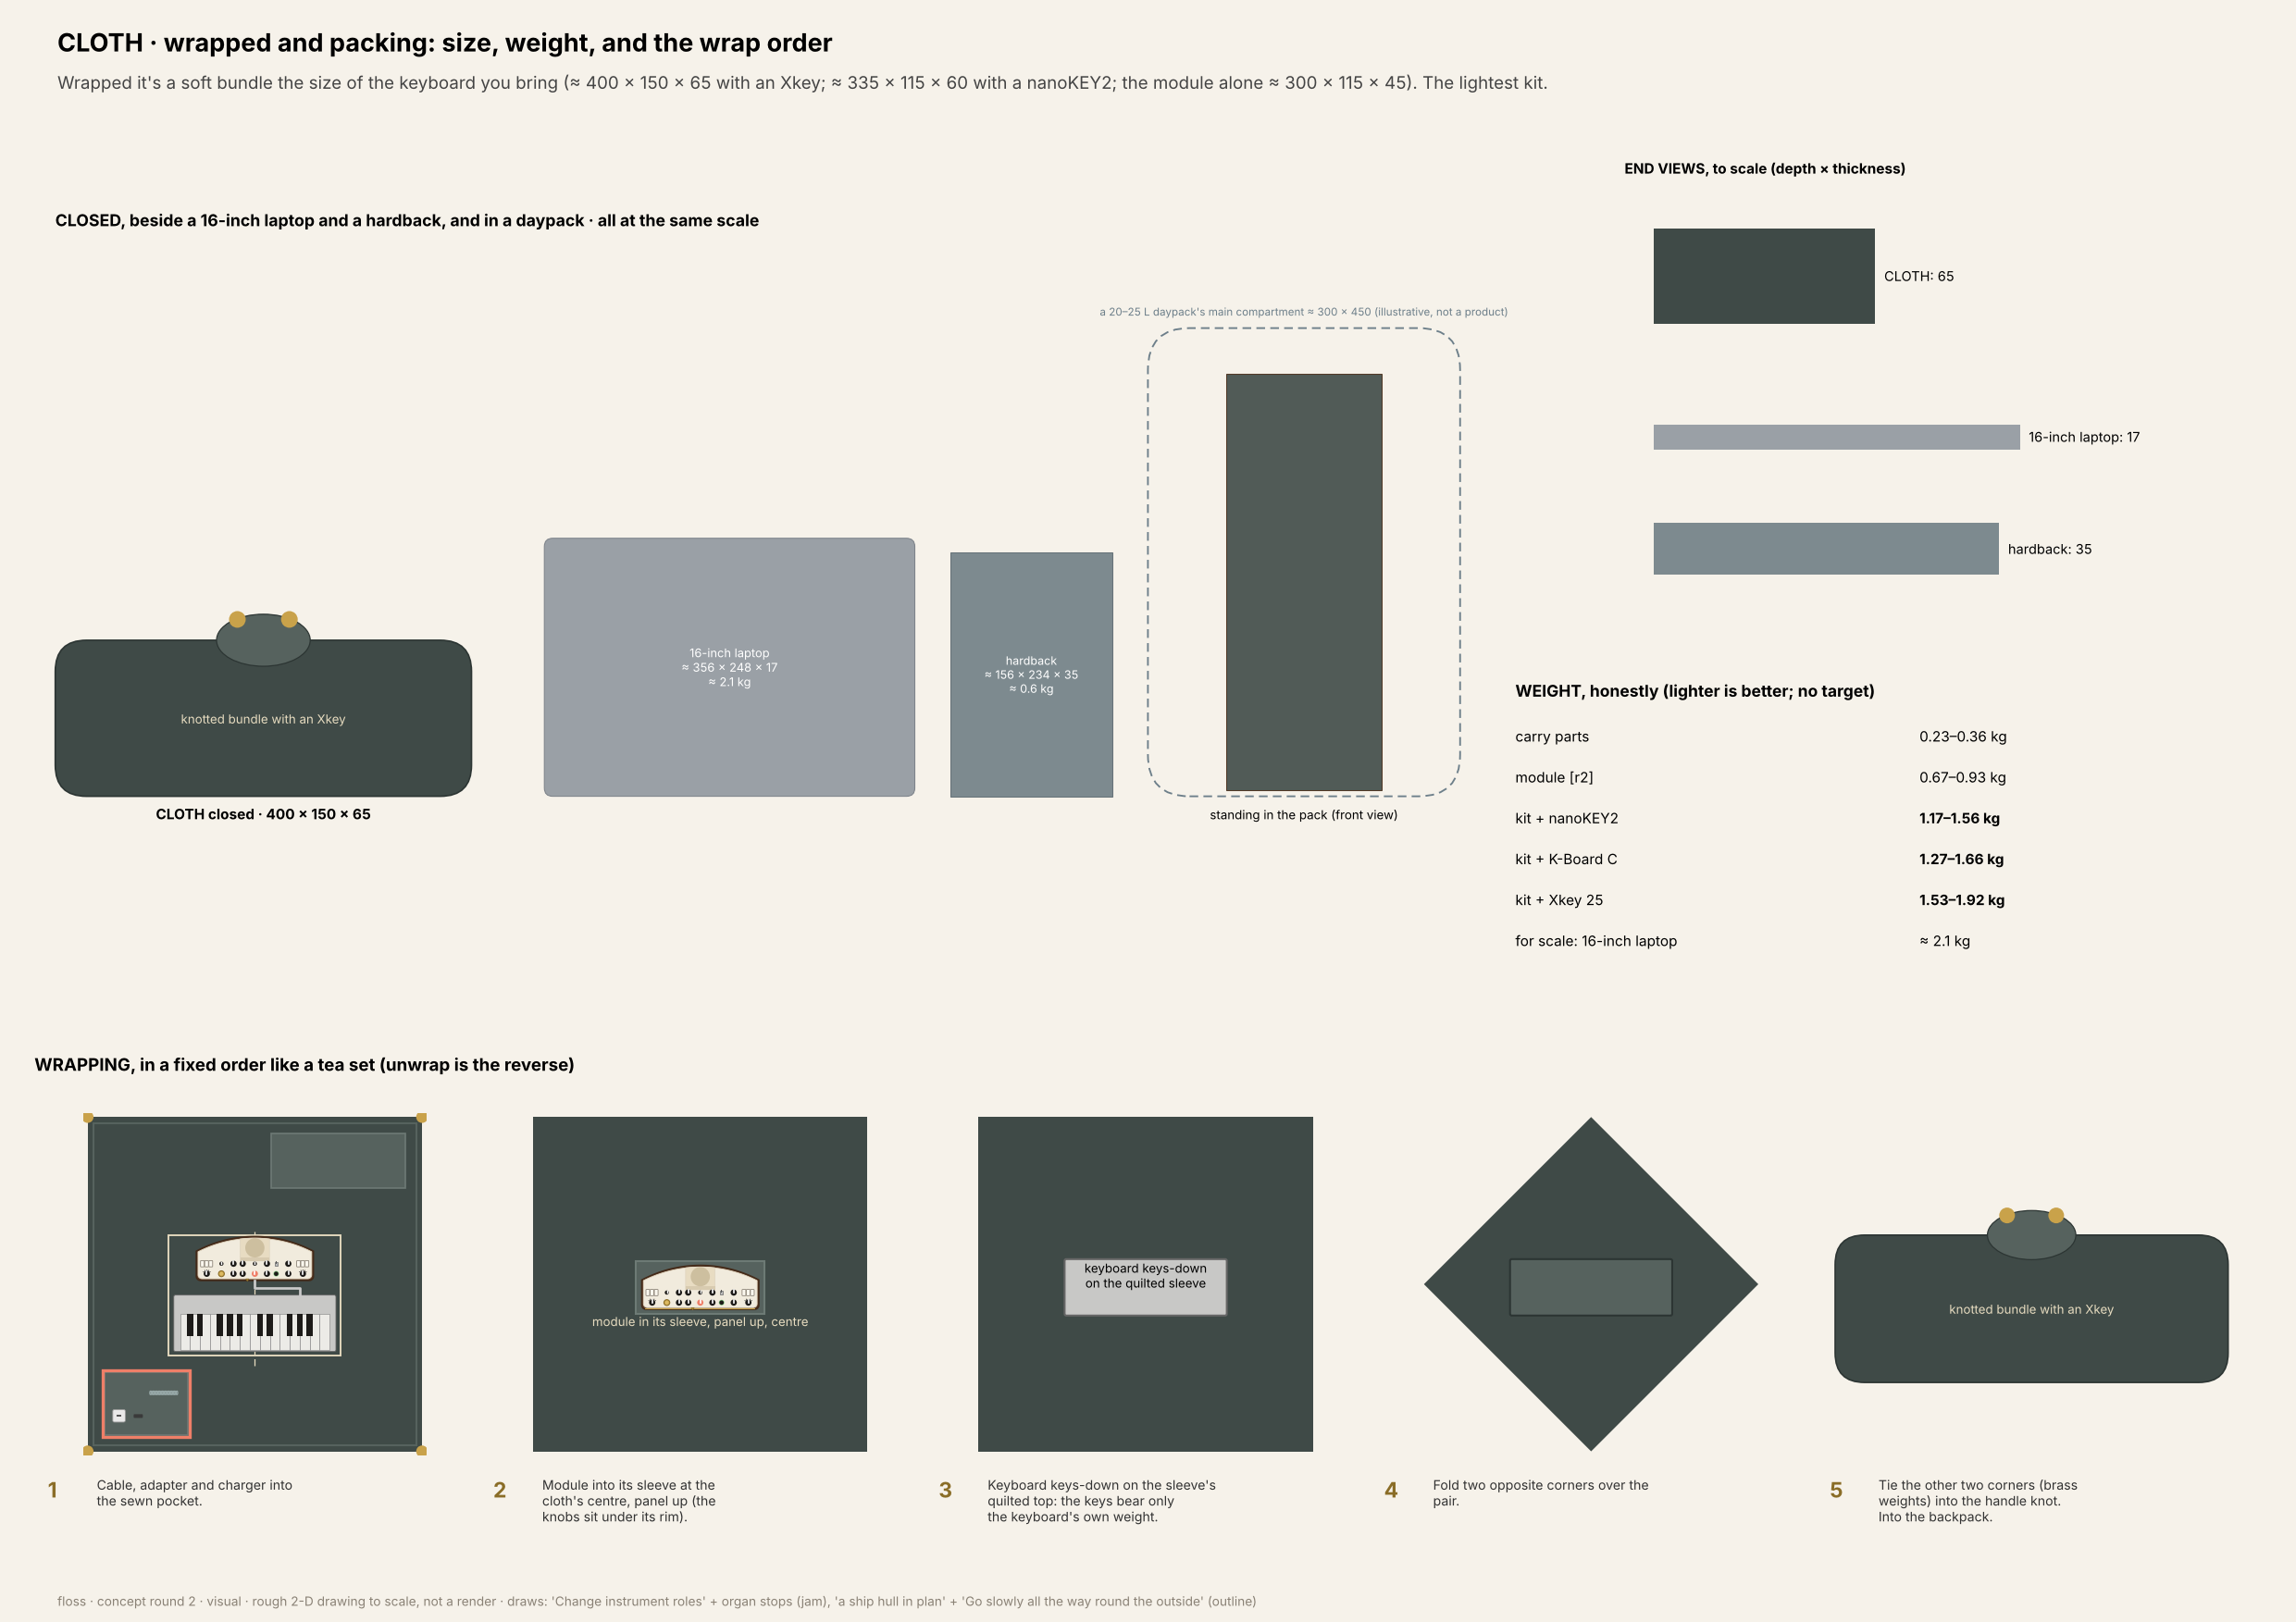 CLOTH · wrapped and packing: size, weight, and the wrap order
Wrapped it's a soft bundle the size of the keyboard you bring (≈ 400 × 150 × 65 with an Xkey; ≈ 335 × 115 × 60 with a nanoKEY2; the module alone ≈ 300 × 115 × 45). The lightest kit.
END VIEWS, to scale (depth × thickness)
CLOSED, beside a 16-inch laptop and a hardback, and in a daypack · all at the same scale
CLOTH: 65
a 20–25 L daypack's main compartment ≈ 300 × 450 (illustrative, not a product)
16-inch laptop: 17
hardback: 35
16-inch laptop
≈ 356 × 248 × 17
≈ 2.1 kg
hardback
≈ 156 × 234 × 35
≈ 0.6 kg
knotted bundle with an Xkey
CLOTH closed · 400 × 150 × 65
standing in the pack (front view)
WEIGHT, honestly (lighter is better; no target)
carry parts 0.23–0.36 kg
module [r2] 0.67–0.93 kg
kit + nanoKEY2 1.17–1.56 kg
kit + K-Board C 1.27–1.66 kg
kit + Xkey 25 1.53–1.92 kg
for scale: 16-inch laptop ≈ 2.1 kg
WRAPPING, in a fixed order like a tea set (unwrap is the reverse)
module in its sleeve, panel up, centre
keyboard keys-down
on the quilted sleeve
knotted bundle with an Xkey
1 Cable, adapter and charger into
the sewn pocket.
2 Module into its sleeve at the
cloth's centre, panel up (the
knobs sit under its rim).
3 Keyboard keys-down on the sleeve's
quilted top: the keys bear only
the keyboard's own weight.
4 Fold two opposite corners over the
pair.
5 Tie the other two corners (brass
weights) into the handle knot.
Into the backpack.
floss · concept round 2 · visual · rough 2-D drawing to scale, not a render · draws: 'Change instrument roles' + organ stops (jam), 'a ship hull in plan' + 'Go slowly all the way round the outside' (outline)